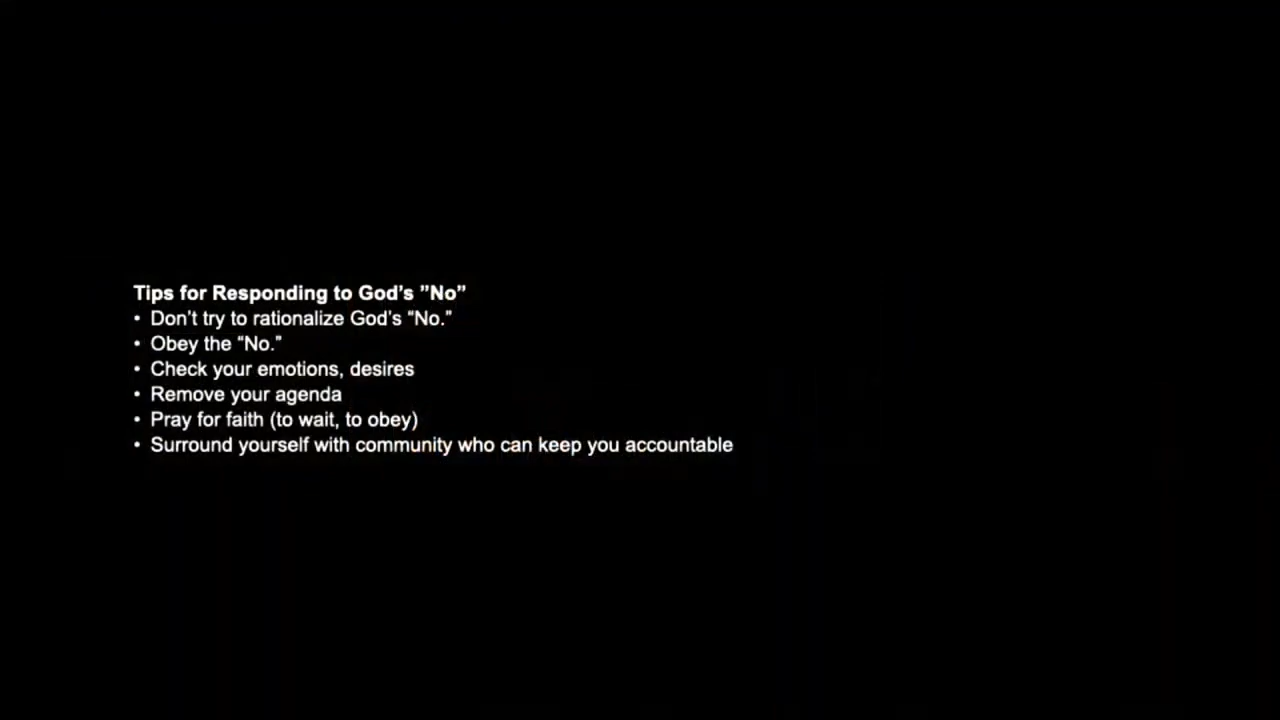 Tips for Responding to God’s ”No”
• Don’t try to rationalize God’s “No.”
• Obey the “No.”
• Check your emotions, desires
• Remove your agenda
• Pray for faith (to wait, to obey)
• Surround yourself with community who can keep you accountable